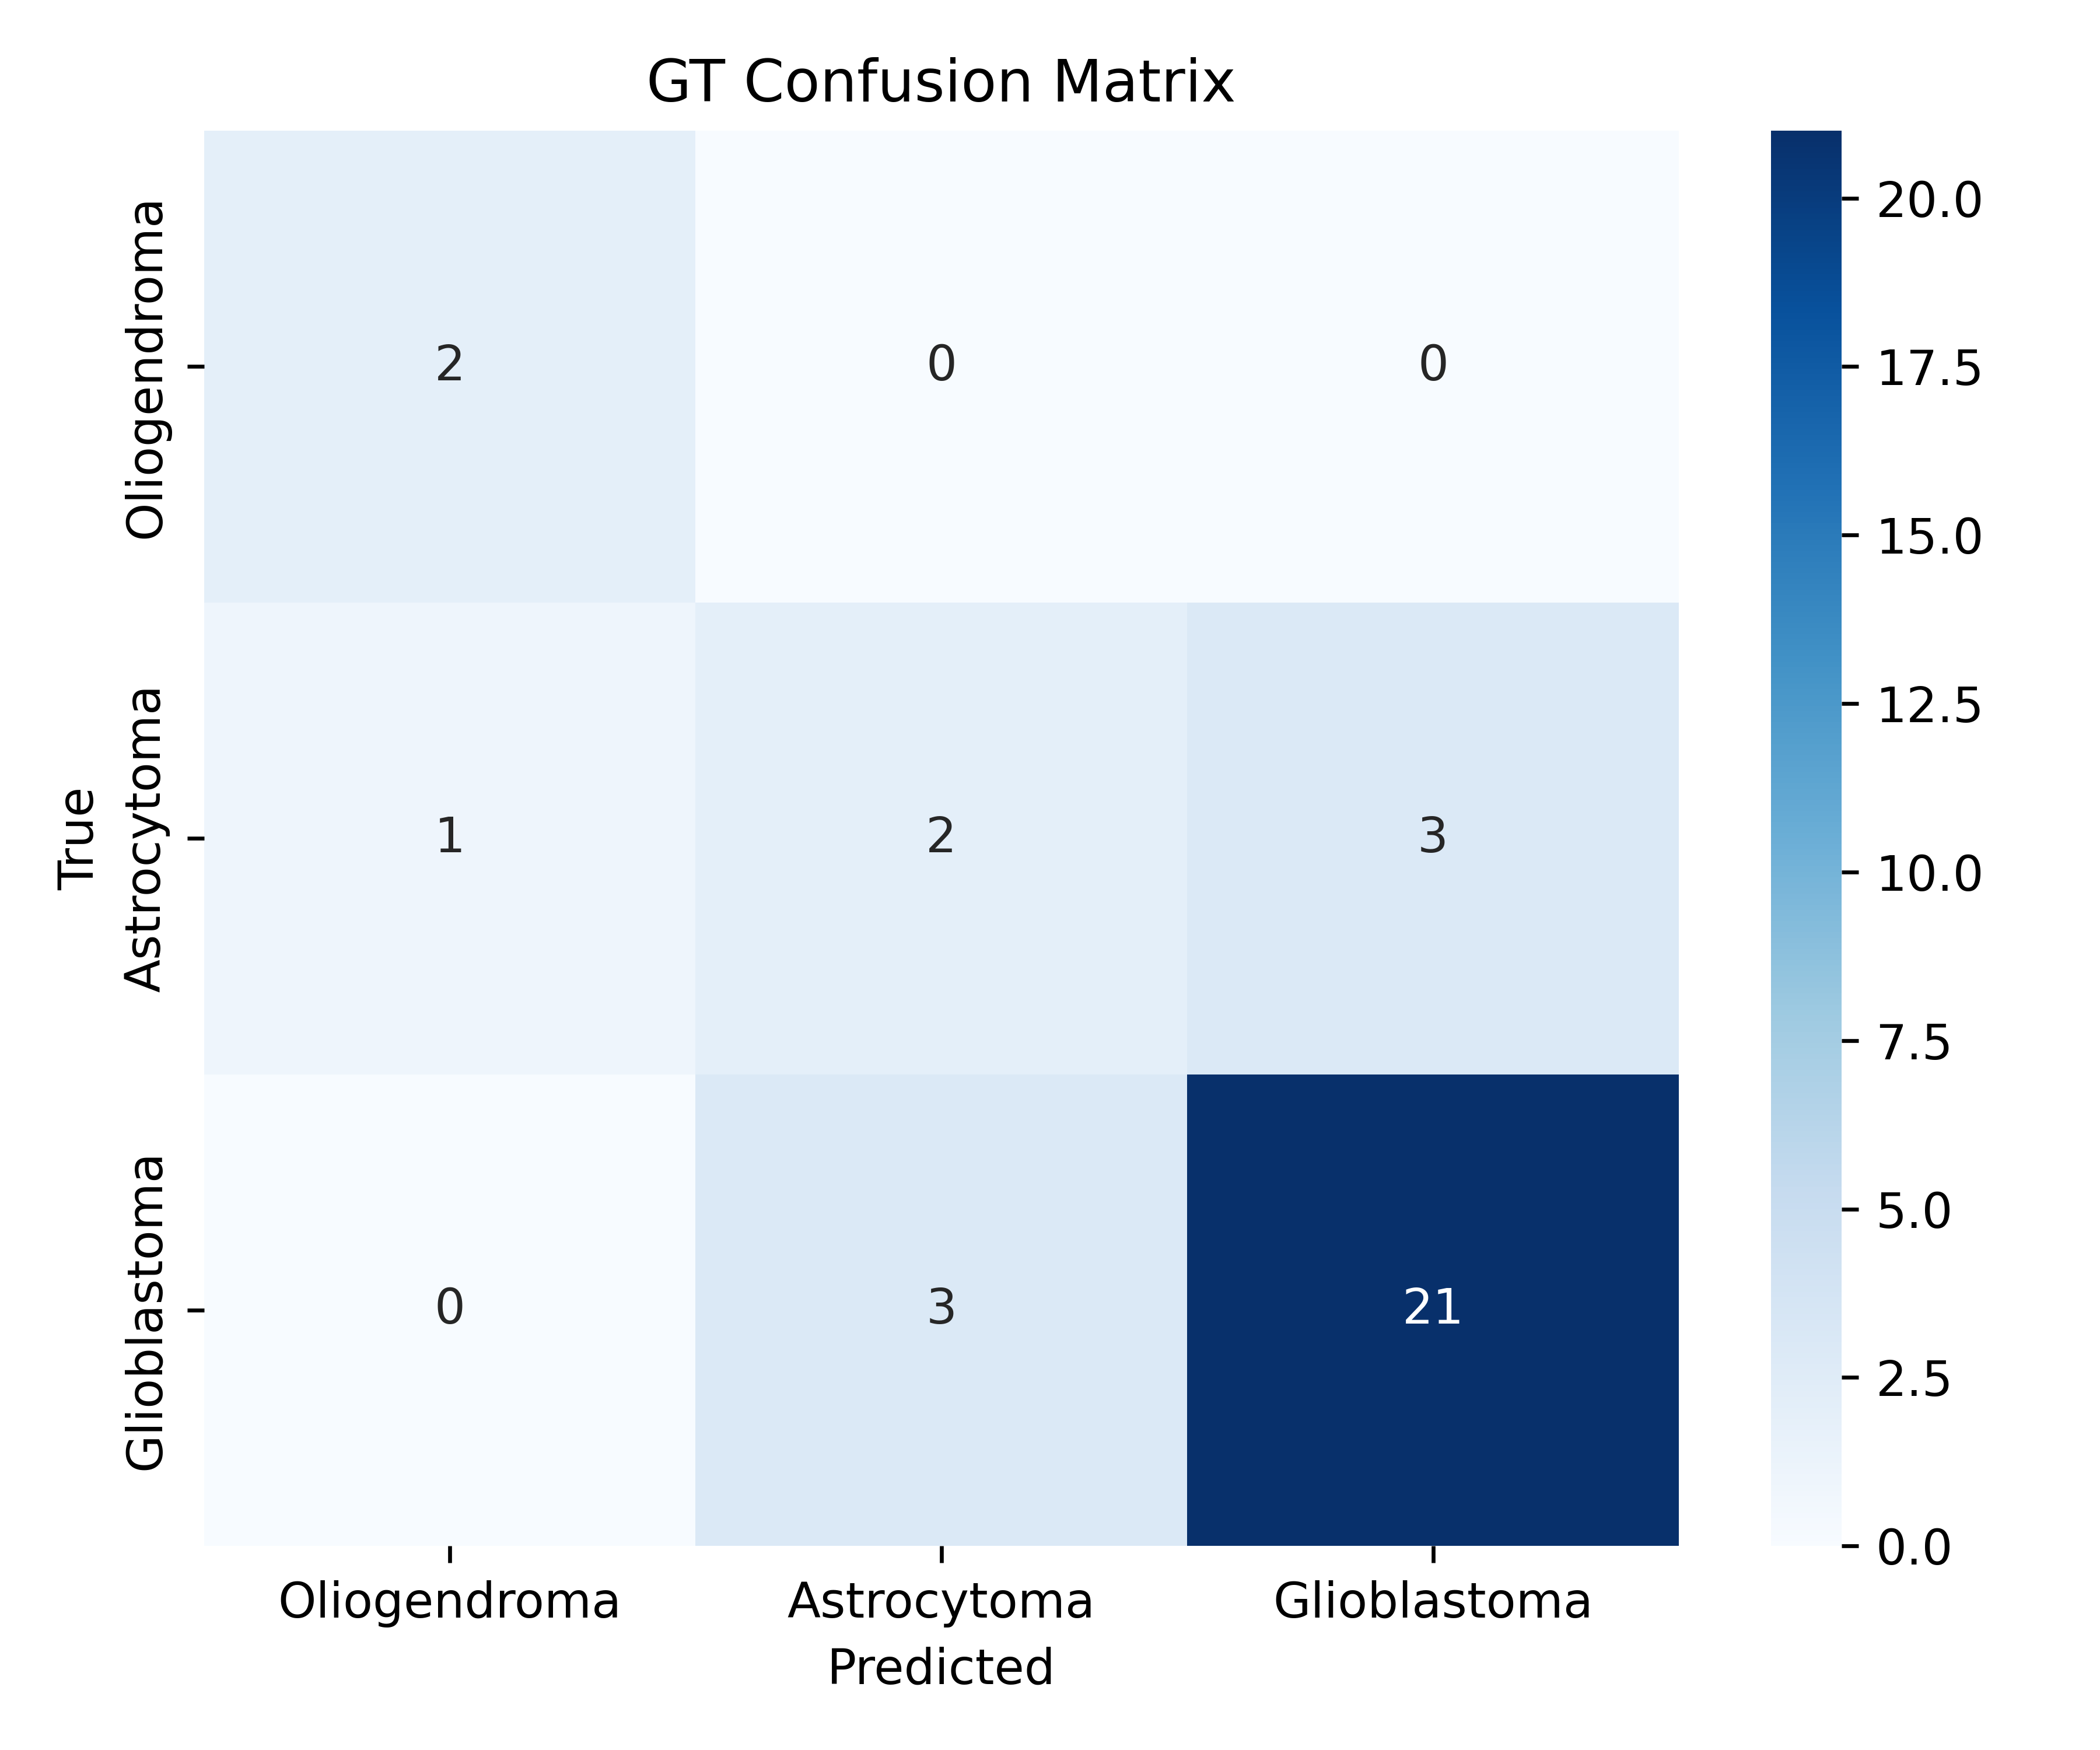 GT Confusion Matrix
True
Oliogendroma
2 0 0
Astrocytoma
1 2 3
Glioblastoma
0 3 21
Oliogendroma Astrocytoma Glioblastoma
Predicted
20.0
17.5
15.0
12.5
10.0
7.5
5.0
2.5
0.0